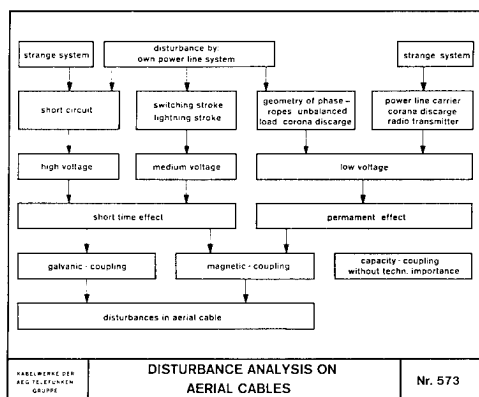 disturbance by:
own power line system
strange system
strange system
short circuit
switching stroke
lightning stroke
geometry of phase-
ropes unbalanced
load corona discarge
power line carrier
corana discarge
radio transmitter
high voltage
medium voltage
low voltage
short time effect
permament effect
galvanic - coupling
magnetic - coupling
capacity - coupling
without techn. importance
disturbances in aerial cable
KABELWERKE DER
AEG TELEFUNKEN
GRUPPE
DISTURBANCE ANALYSIS ON
AERIAL CABLES
Nr. 573